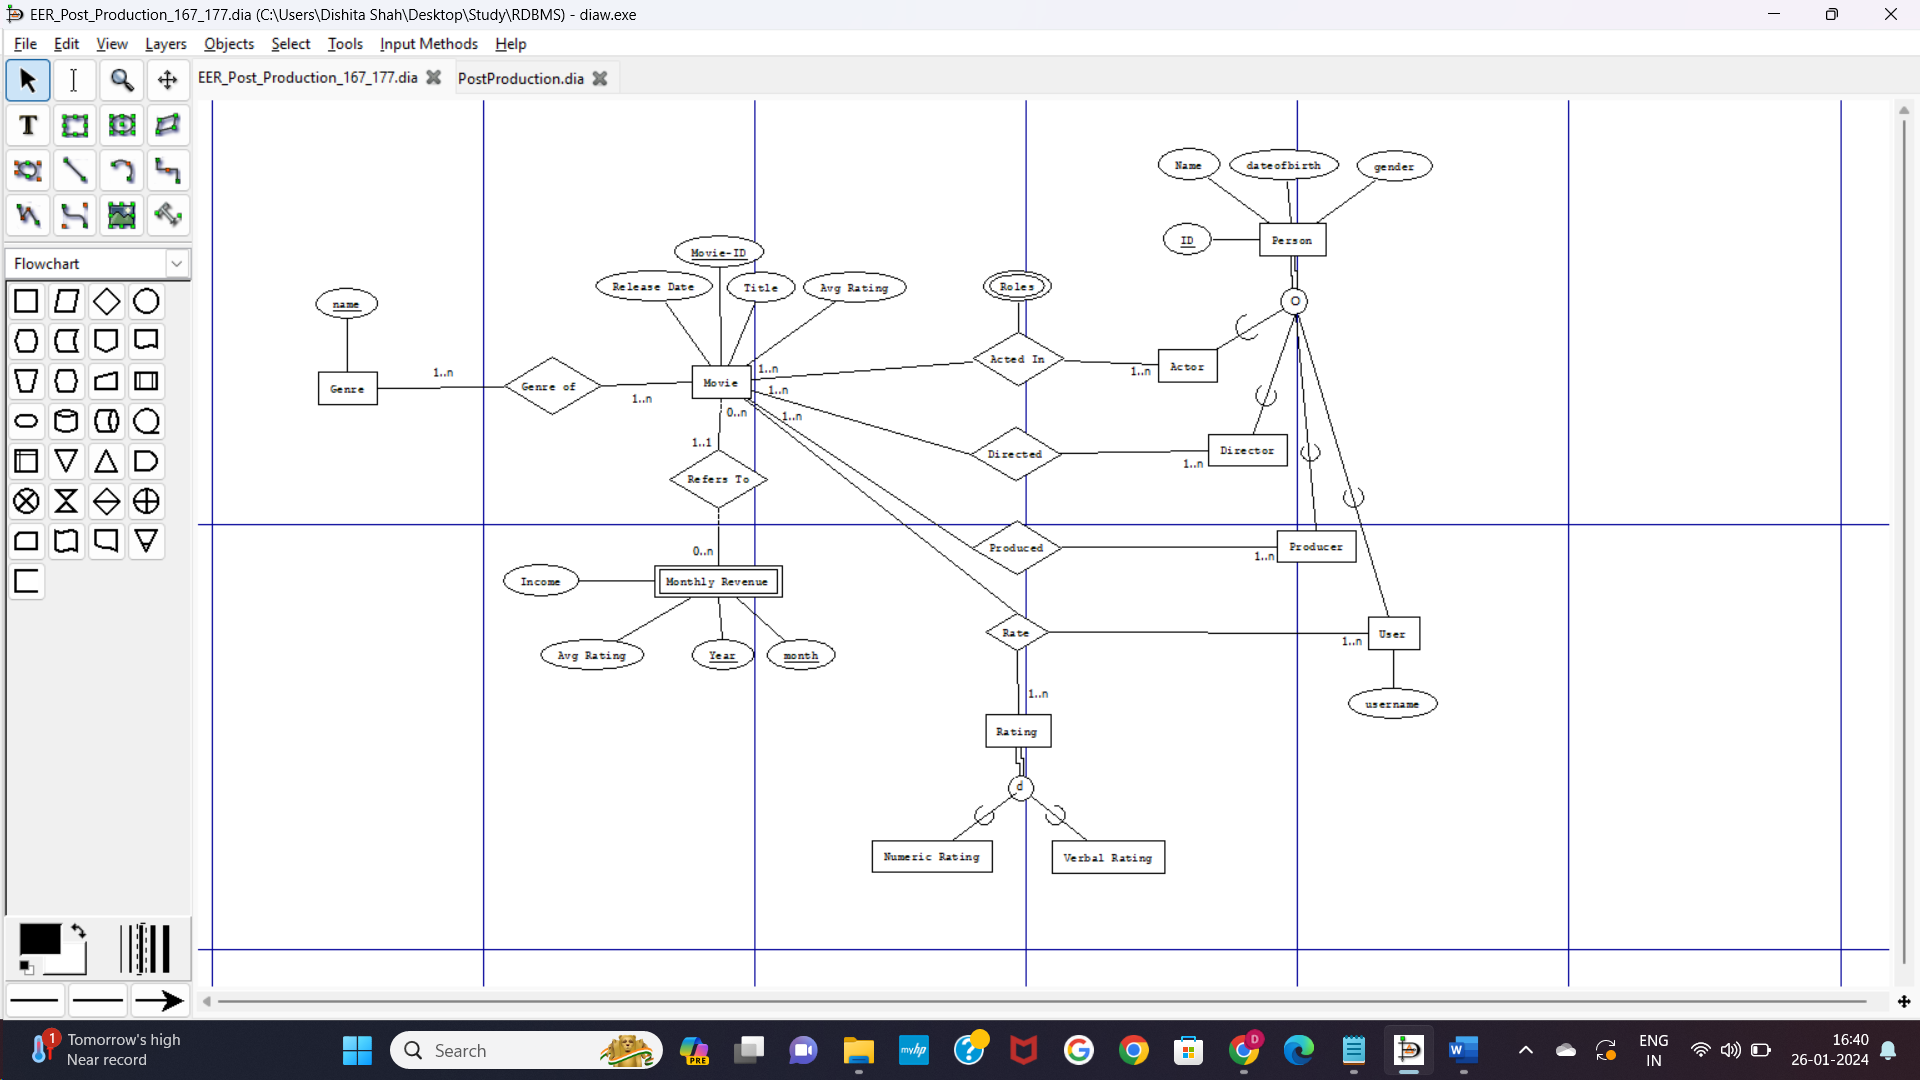 EER_Post_Production_167_177.dia (C:\Users\Dishita Shah\Desktop\Study\RDBMS) - diaw.exe
File Edit View Layers Objects Select Tools Input Methods Help
EER_Post_Production_167_177.dia PostProduction.dia
T
Flowchart
Name dateofbirth gender
ID Person
Movie-ID
Release Date Title Avg Rating Roles
name O
Genre 1..n Genre of 1..n Movie 1..n Acted In 1..n Actor
1..n
0..n 1..n
1..1
Directed 1..n Director
Refers To
0..n Produced 1..n Producer
Income Monthly Revenue
Rate 1..n User
Avg Rating Year month
1..n
username
Rating
d
Numeric Rating Verbal Rating
1 Tomorrow's high
Near record
Search
PRE
myhp
D
W
ENG
IN
16:40
26-01-2024